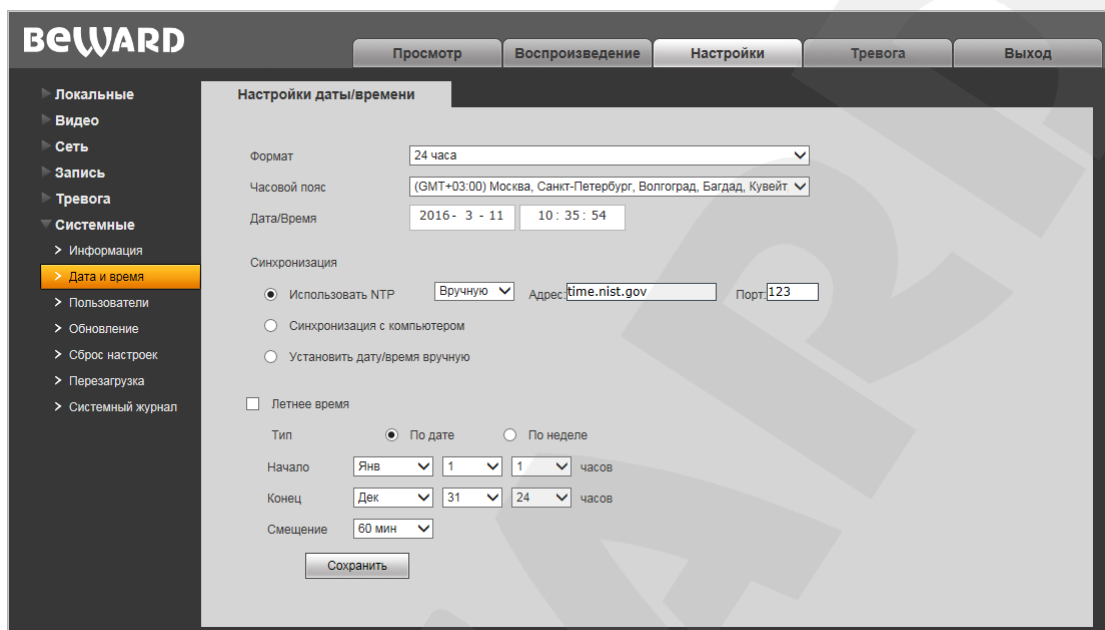 BEWARD
Просмотр Воспроизведение Настройки Тревога Выход
Локальные
Видео
Сеть
Запись
Тревога
Системные
Информация
Дата и время
Пользователи
Обновление
Сброс настроек
Перезагрузка
Системный журнал
Настройки даты/времени
Формат 24 часа
Часовой пояс (GMT+03:00) Москва, Санкт-Петербург, Волгоград, Багдад, Кувейт
Дата/Время 2016- 3 - 11 10: 35: 54
Синхронизация
Использовать NTP Вручную Адрес:time.nist.gov Порт:123
Синхронизация с компьютером
Установить дату/время вручную
Летнее время
Тип По дате По неделе
Начало Янв 1 1 часов
Конец Дек 31 24 часов
Смещение 60 мин
Сохранить